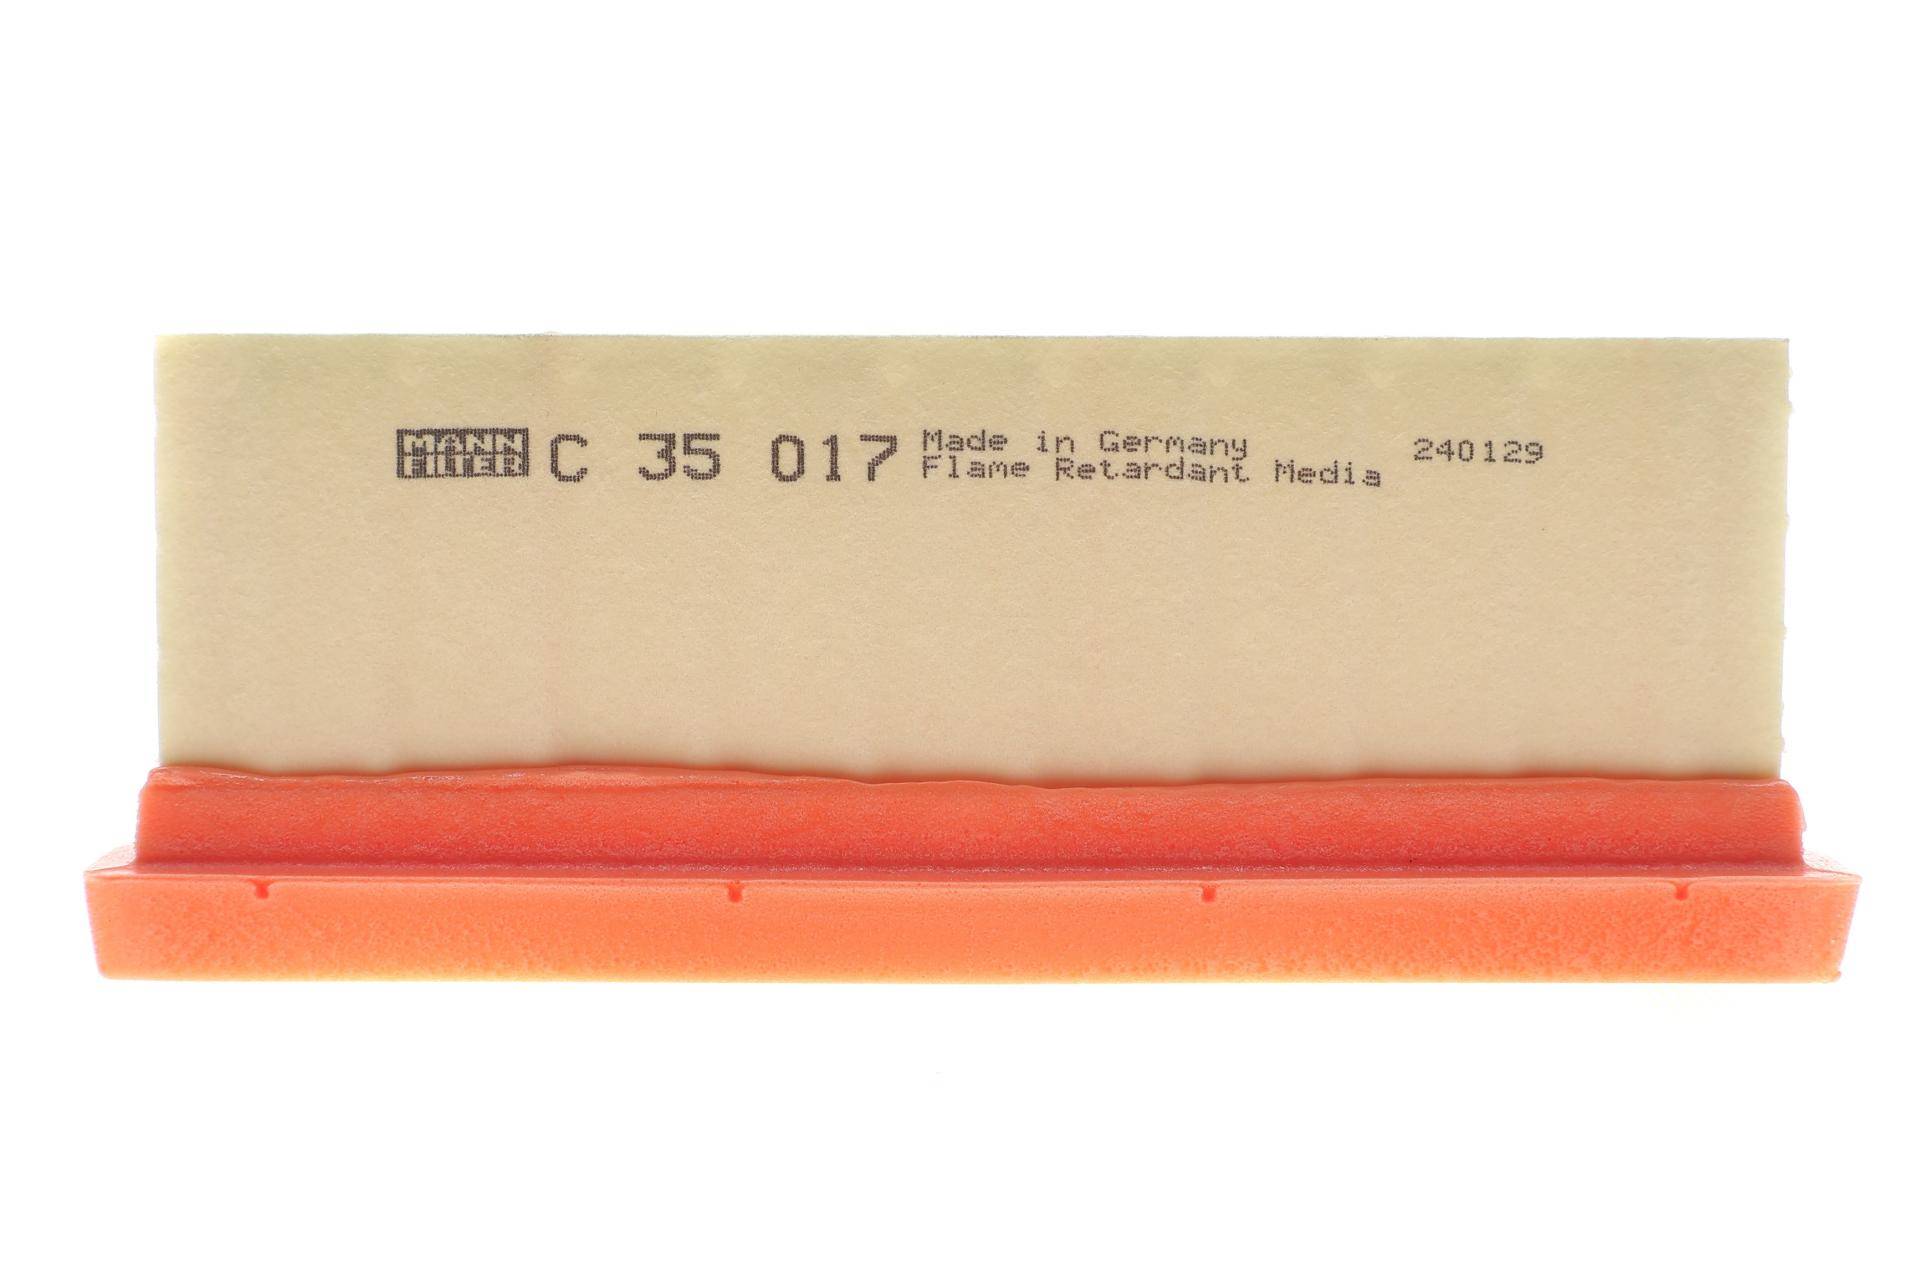 MANN
FILTER
C 35 017
Made in Germany
Flame Retardant Media
240129